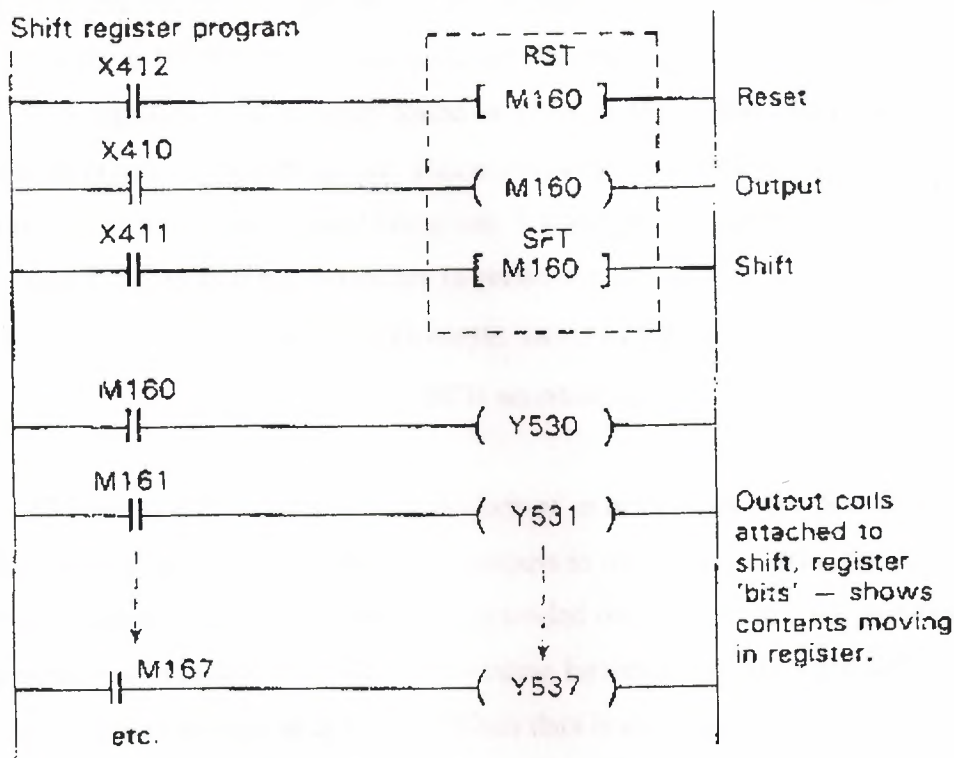 Shift register program
X412
RST
[ M160 ]
Reset
X410
( M160 )
Output
X411
SFT
[ M160 ]
Shift
M160
( Y530 )
M161
( Y531 )
Output coils
attached to
shift, register
'bits' — shows
contents moving
in register.
M167
( Y537 )
etc.